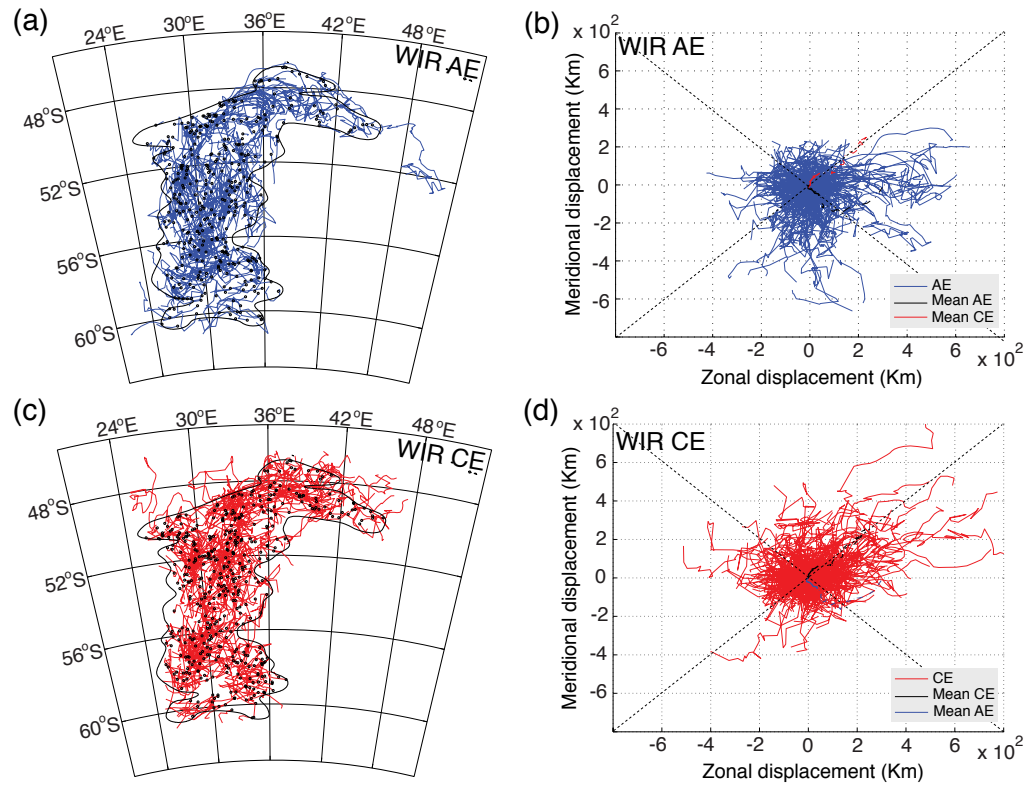 (a)
24°E 30°E 36°E 42°E 48°E
WIR AE
48°S
52°S
56°S
60°S
(b)
x 10²
WIR AE
6
4
2
0
-2
-4
-6
Meridional displacement (Km)
AE
Mean AE
Mean CE
-6 -4 -2 0 2 4 6 x 10²
Zonal displacement (Km)
(c)
24°E 30°E 36°E 42°E 48°E
WIR CE
48°S
52°S
56°S
60°S
(d)
x 10²
WIR CE
6
4
2
0
-2
-4
-6
Meridional displacement (Km)
CE
Mean CE
Mean AE
-6 -4 -2 0 2 4 6 x 10²
Zonal displacement (Km)